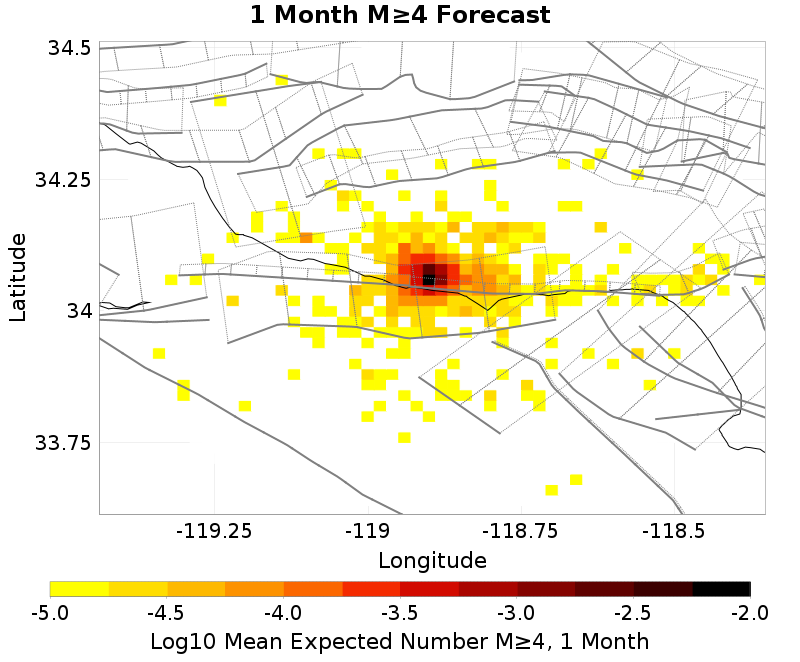 1 Month M≥4 Forecast
34.5
34.25
34
33.75
Latitude
-119.25 -119 -118.75 -118.5
Longitude
-5.0 -4.5 -4.0 -3.5 -3.0 -2.5 -2.0
Log10 Mean Expected Number M≥4, 1 Month